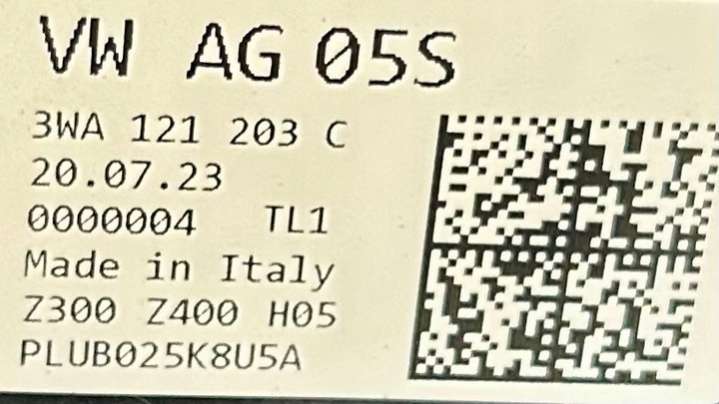 VW AG 05S
3WA 121 203 C
20.07.23
0000004 TL1
Made in Italy
Z300 Z400 H05
PLUB025K8U5A